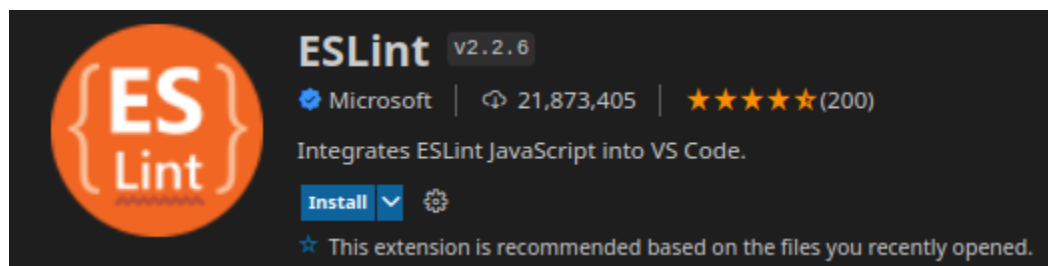 {ES
Lint}
ESLint v2.2.6
Microsoft 21,873,405 ★★★★⯪(200)
Integrates ESLint JavaScript into VS Code.
Install
This extension is recommended based on the files you recently opened.